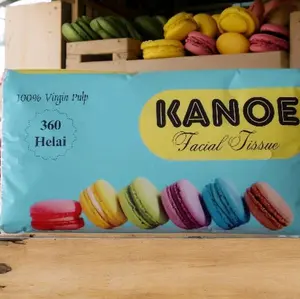 100% Virgin Pulp
360
Helai
KANOE
Facial Tissue